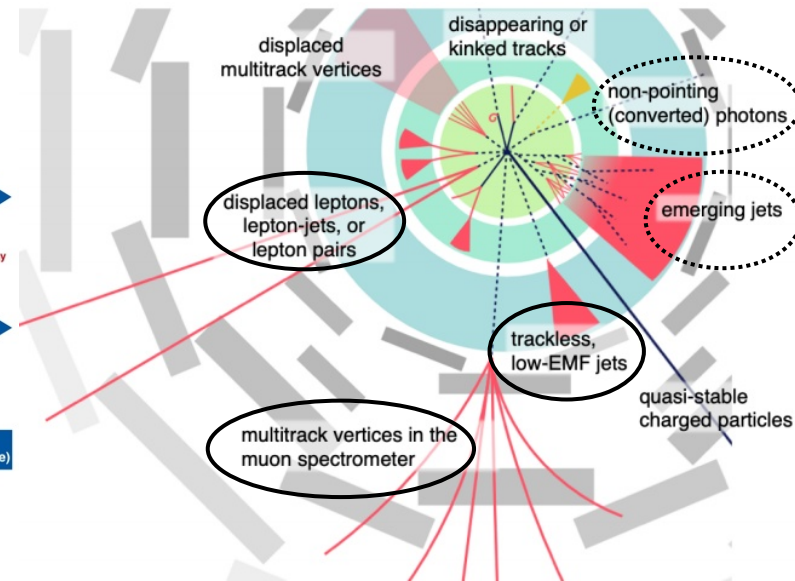 disappearing or
kinked tracks
displaced
multitrack vertices
non-pointing
(converted) photons
displaced leptons,
lepton-jets, or
lepton pairs
emerging jets
trackless,
low-EMF jets
quasi-stable
charged particles
multitrack vertices in the
muon spectrometer
y
e)